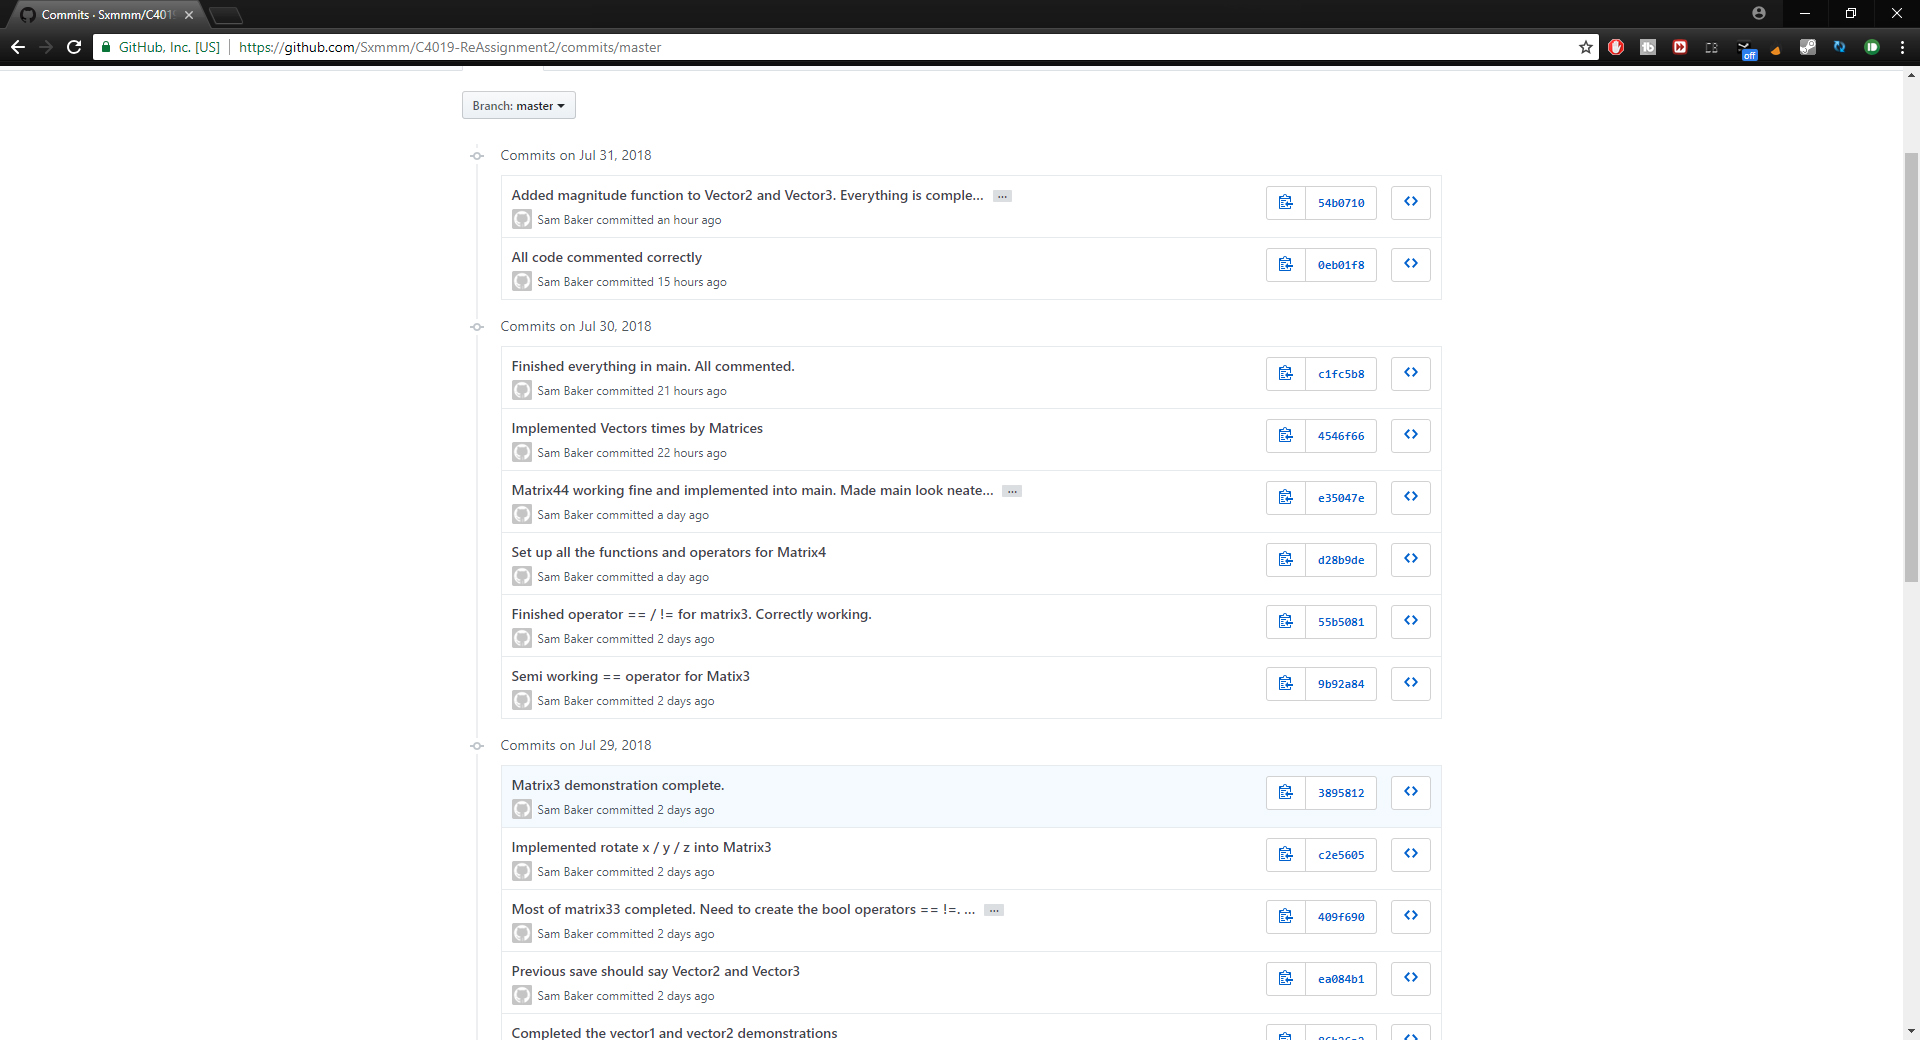 Commits · Sxmmm/C4019
GitHub, Inc. [US] https://github.com/Sxmmm/C4019-ReAssignment2/commits/master
off
Branch: master
Commits on Jul 31, 2018
Added magnitude function to Vector2 and Vector3. Everything is comple... …
54b0710
Sam Baker committed an hour ago
All code commented correctly
0eb01f8
Sam Baker committed 15 hours ago
Commits on Jul 30, 2018
Finished everything in main. All commented.
c1fc5b8
Sam Baker committed 21 hours ago
Implemented Vectors times by Matrices
4546f66
Sam Baker committed 22 hours ago
Matrix44 working fine and implemented into main. Made main look neate... …
e35047e
Sam Baker committed a day ago
Set up all the functions and operators for Matrix4
d28b9de
Sam Baker committed a day ago
Finished operator == / != for matrix3. Correctly working.
55b5081
Sam Baker committed 2 days ago
Semi working == operator for Matix3
9b92a84
Sam Baker committed 2 days ago
Commits on Jul 29, 2018
Matrix3 demonstration complete.
3895812
Sam Baker committed 2 days ago
Implemented rotate x / y / z into Matrix3
c2e5605
Sam Baker committed 2 days ago
Most of matrix33 completed. Need to create the bool operators == !=. ... …
409f690
Sam Baker committed 2 days ago
Previous save should say Vector2 and Vector3
ea084b1
Sam Baker committed 2 days ago
Completed the vector1 and vector2 demonstrations